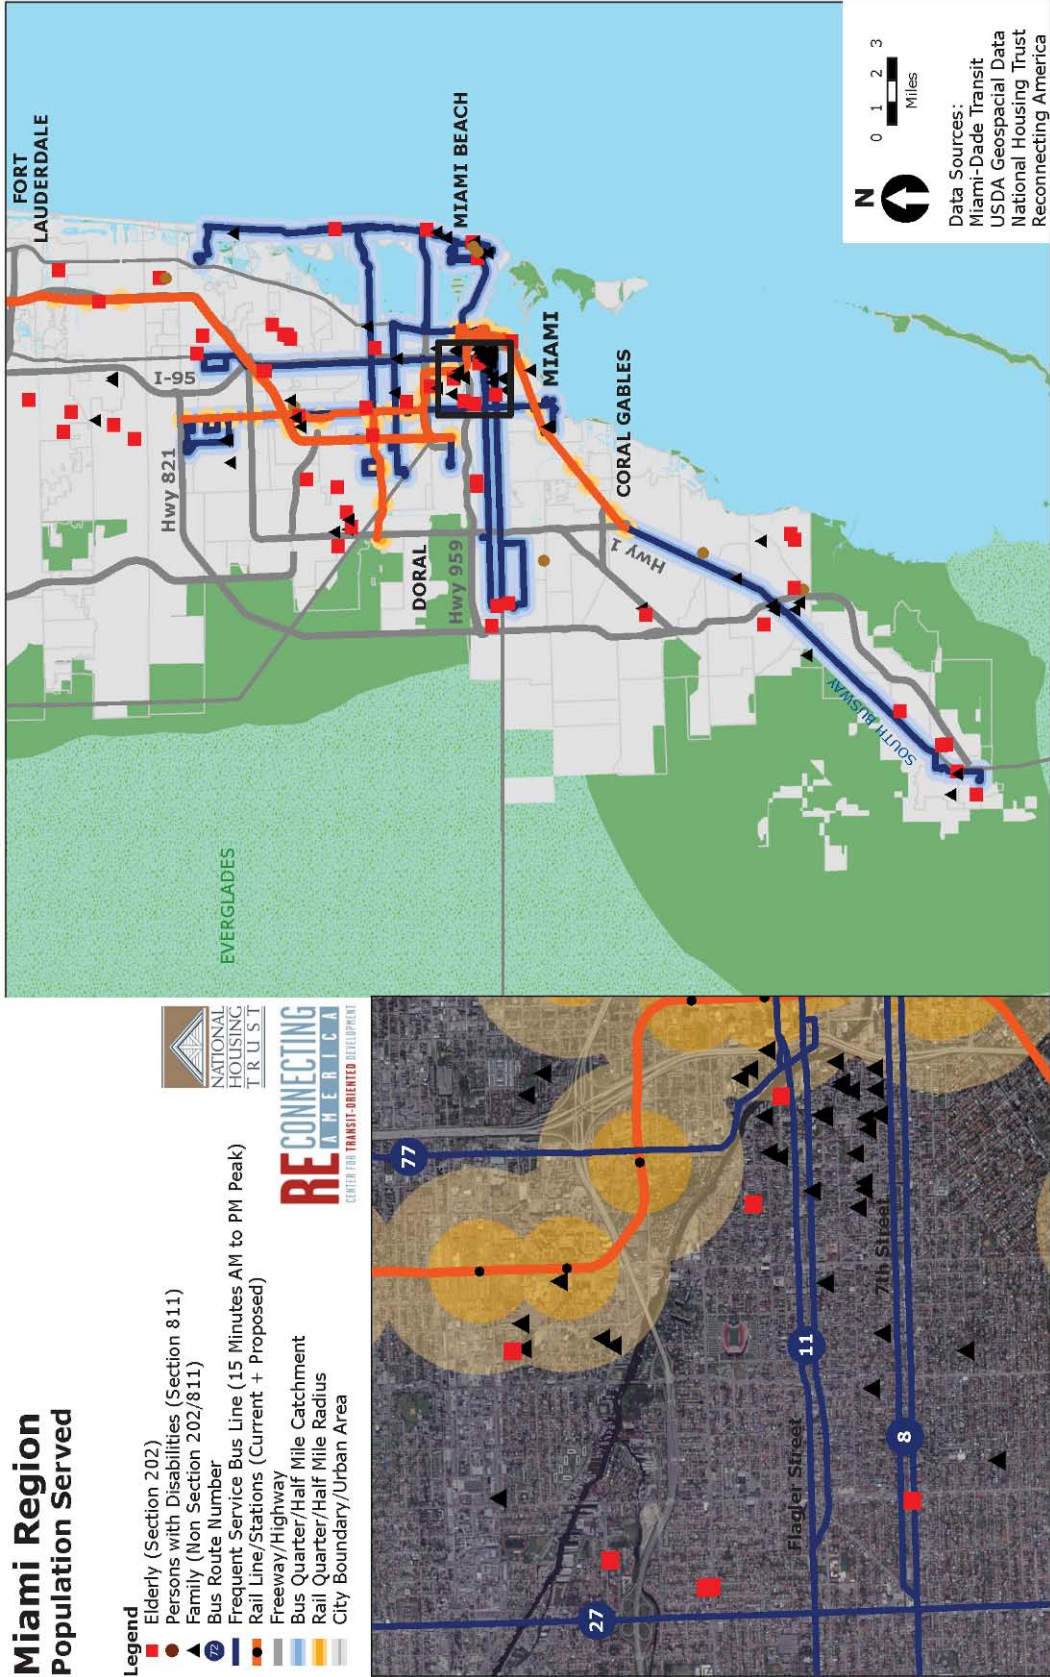 Miami Region
Population Served
Legend
Elderly (Section 202)
Persons with Disabilities (Section 811)
Family (Non Section 202/811)
72 Bus Route Number
Frequent Service Bus Line (15 Minutes AM to PM Peak)
Rail Line/Stations (Current + Proposed)
Freeway/Highway
Bus Quarter/Half Mile Catchment
Rail Quarter/Half Mile Radius
City Boundary/Urban Area
NATIONAL
HOUSING
TRUST
RECONNECTING
AMERICA
CENTER FOR TRANSIT-ORIENTED DEVELOPMENT
77
27
11
8
Flagler Street
7th Street
FORT
LAUDERDALE
MIAMI BEACH
I-95
Hwy 821
MIAMI
DORAL
Hwy 959
CORAL GABLES
Hwy 1
SOUTH BUSWAY
EVERGLADES
N
0 1 2 3
Miles
Data Sources:
Miami-Dade Transit
USDA Geospacial Data
National Housing Trust
Reconnecting America